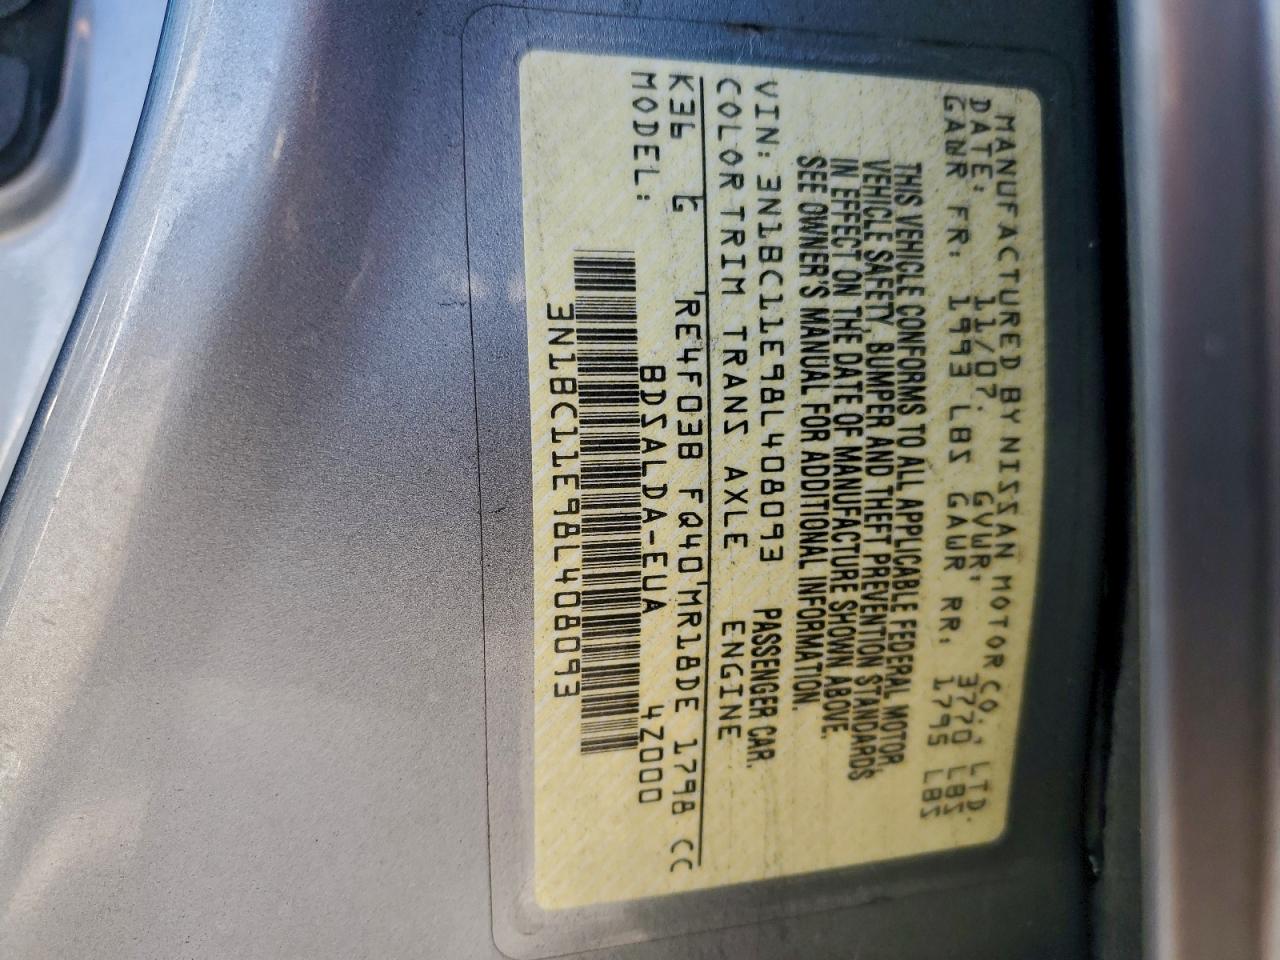 MANUFACTURED BY NISSAN MOTOR CO., LTD.
DATE: 11/07. GVWR: 3770 LBS.
GAWR FR: 1993 LBS GAWR RR: 1795 LBS
THIS VEHICLE CONFORMS TO ALL APPLICABLE FEDERAL MOTOR
VEHICLE SAFETY, BUMPER AND THEFT PREVENTION STANDARDS
IN EFFECT ON THE DATE OF MANUFACTURE SHOWN ABOVE.
SEE OWNER'S MANUAL FOR ADDITIONAL INFORMATION.
VIN: 3N1BC11E98L408093 PASSENGER CAR.
COLOR TRIM TRANS AXLE ENGINE
K36 G RE4F03B FQ40 MR18DE 1798 CC
MODEL: BDSALDA-EUA 4Z000
3N1BC11E98L408093